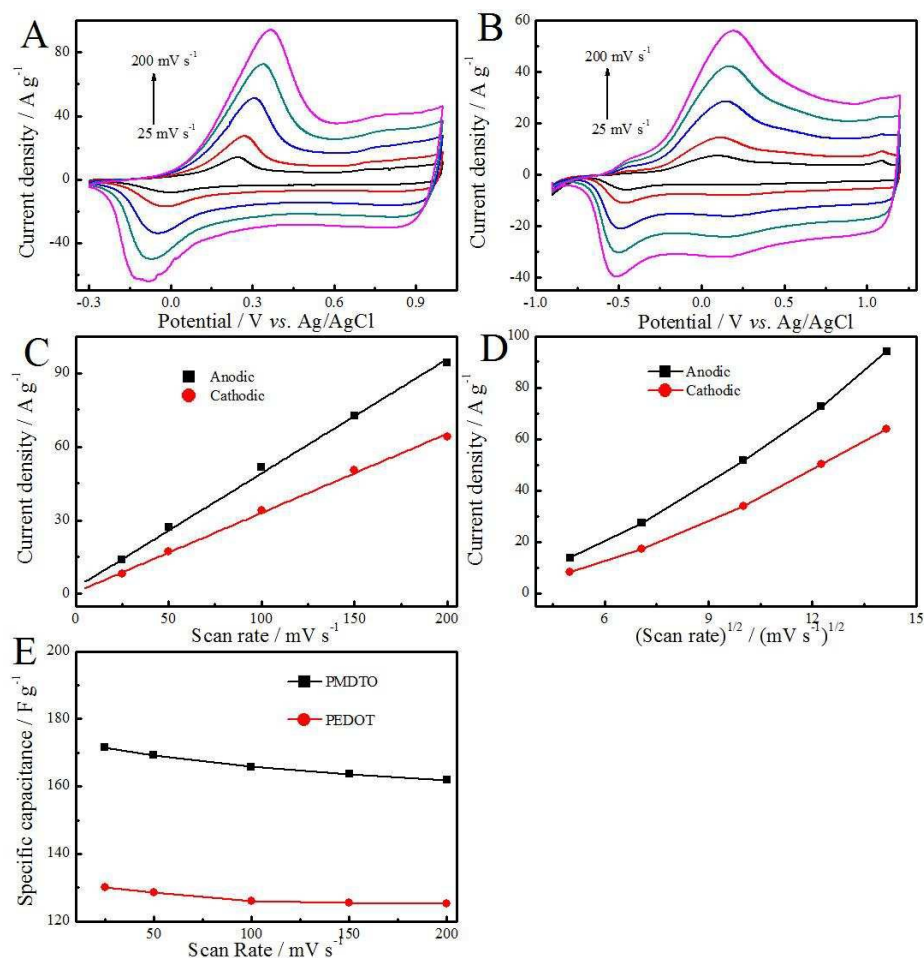 A
B
Current density / A g⁻¹
80
40
0
-40
200 mV s⁻¹
25 mV s⁻¹
-0.3
0.0
0.3
0.6
0.9
Potential / V vs. Ag/AgCl
Current density / A g⁻¹
60
40
20
0
-20
-40
200 mV s⁻¹
25 mV s⁻¹
-1.0
-0.5
0.0
0.5
1.0
Potential / V vs. Ag/AgCl
C
D
Current density / A g⁻¹
90
60
30
0
Anodic
Cathodic
0
50
100
150
200
Scan rate / mV s⁻¹
Current density / A g⁻¹
100
80
60
40
20
0
Anodic
Cathodic
6
9
12
15
(Scan rate)¹/² / (mV s⁻¹)¹/²
E
Specific capacitance / F g⁻¹
200
180
160
140
120
PMDTO
PEDOT
50
100
150
200
Scan Rate / mV s⁻¹